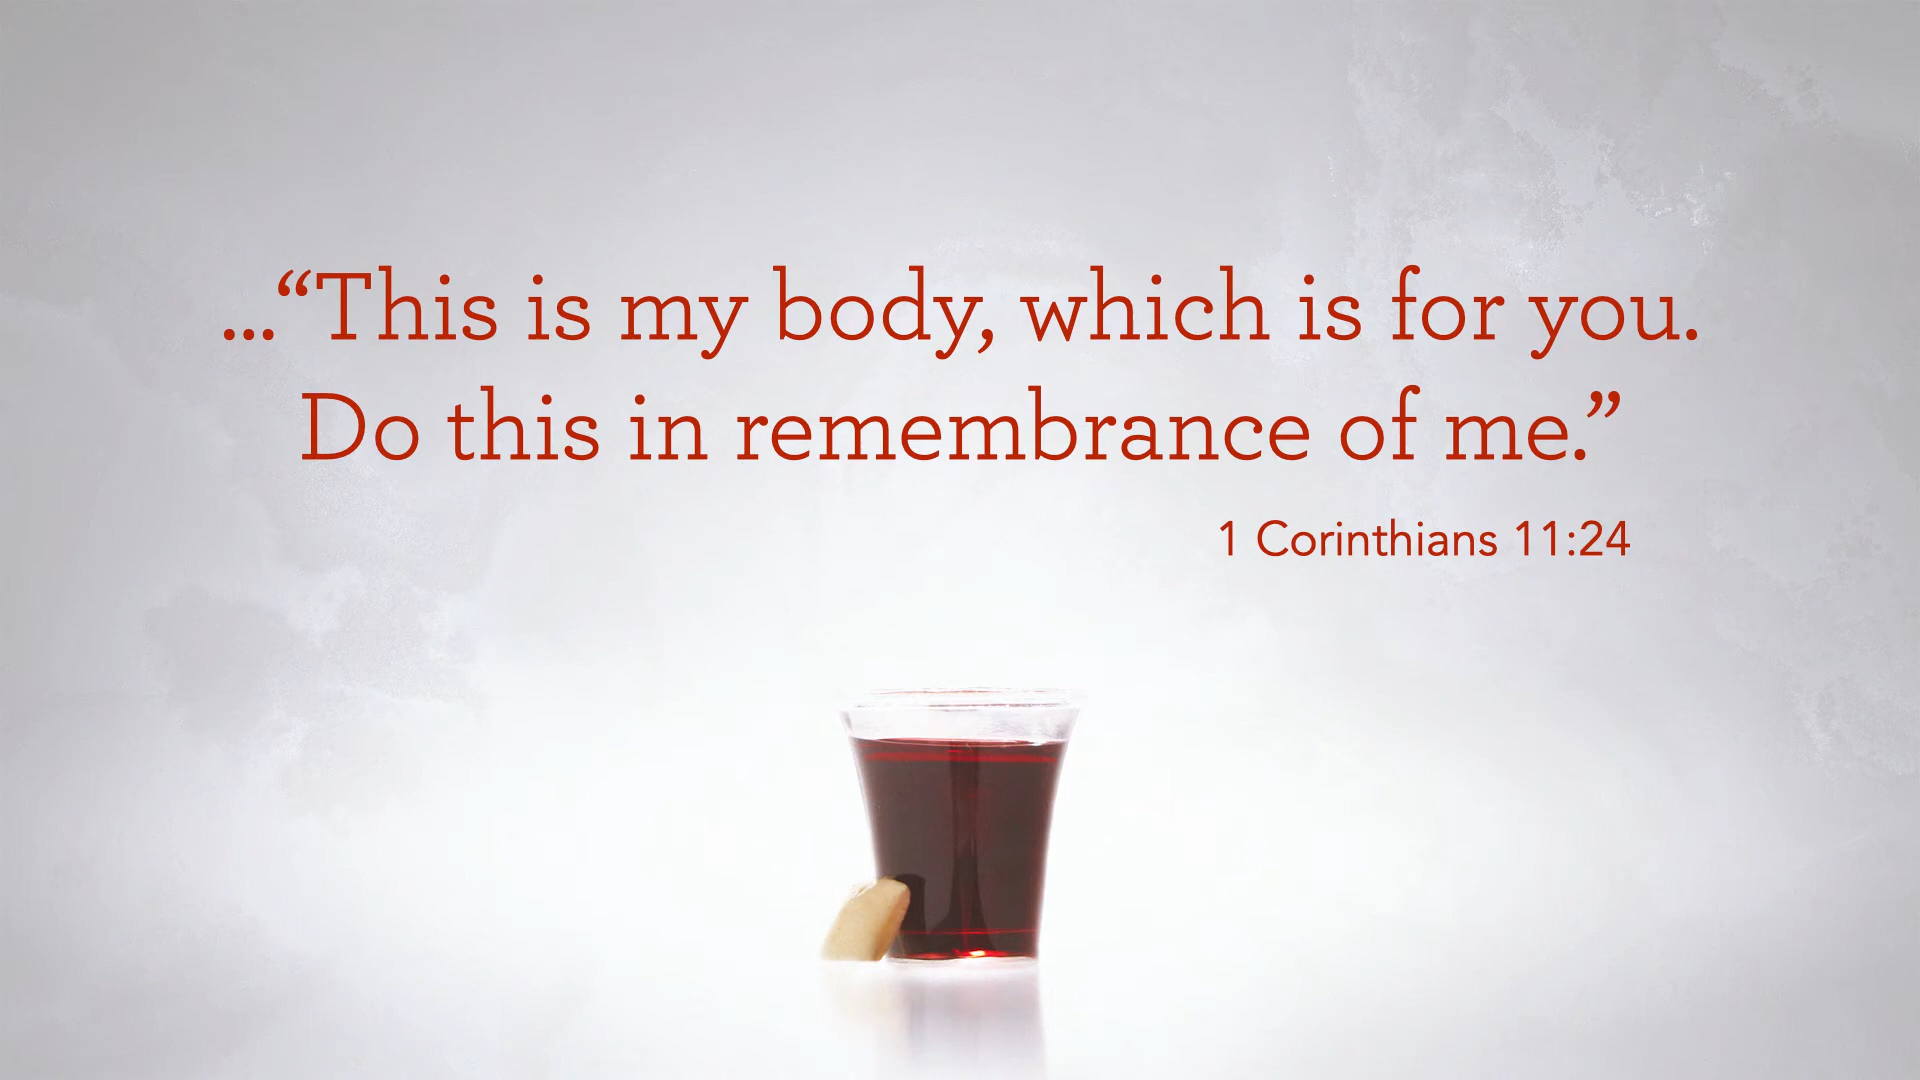 …“This is my body, which is for you.
Do this in remembrance of me.”
1 Corinthians 11:24